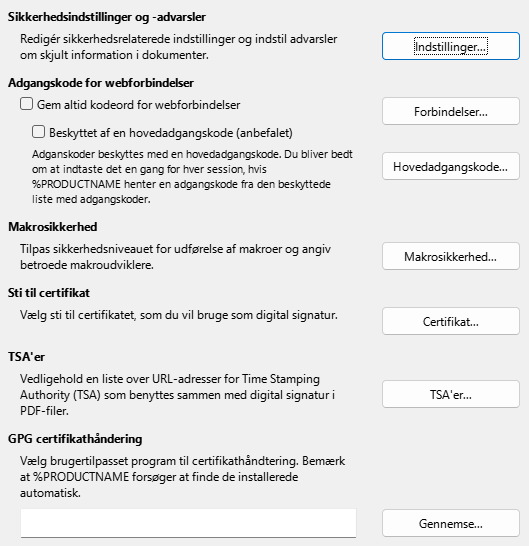 Sikkerhedsindstillinger og -advarsler
Redigér sikkerhedsrelaterede indstillinger og indstil advarsler
om skjult information i dokumenter.
Indstillinger...
Adgangskode for webforbindelser
Gem altid kodeord for webforbindelser
Forbindelser...
Beskyttet af en hovedadgangskode (anbefalet)
Adganskoder beskyttes med en hovedadgangskode. Du bliver bedt
om at indtaste det en gang for hver session, hvis
%PRODUCTNAME henter en adgangskode fra den beskyttede
liste med adgangskoder.
Hovedadgangskode...
Makrosikkerhed
Tilpas sikkerhedsniveauet for udførelse af makroer og angiv
betroede makroudviklere.
Makrosikkerhed...
Sti til certifikat
Vælg sti til certifikatet, som du vil bruge som digital signatur.
Certifikat...
TSA'er
Vedligehold en liste over URL-adresser for Time Stamping
Authority (TSA) som benyttes sammen med digital signatur i
PDF-filer.
TSA'er...
GPG certifikathåndering
Vælg brugertilpasset program til certifikathåndtering. Bemærk
at %PRODUCTNAME forsøger at finde de installerede
automatisk.
Gennemse...